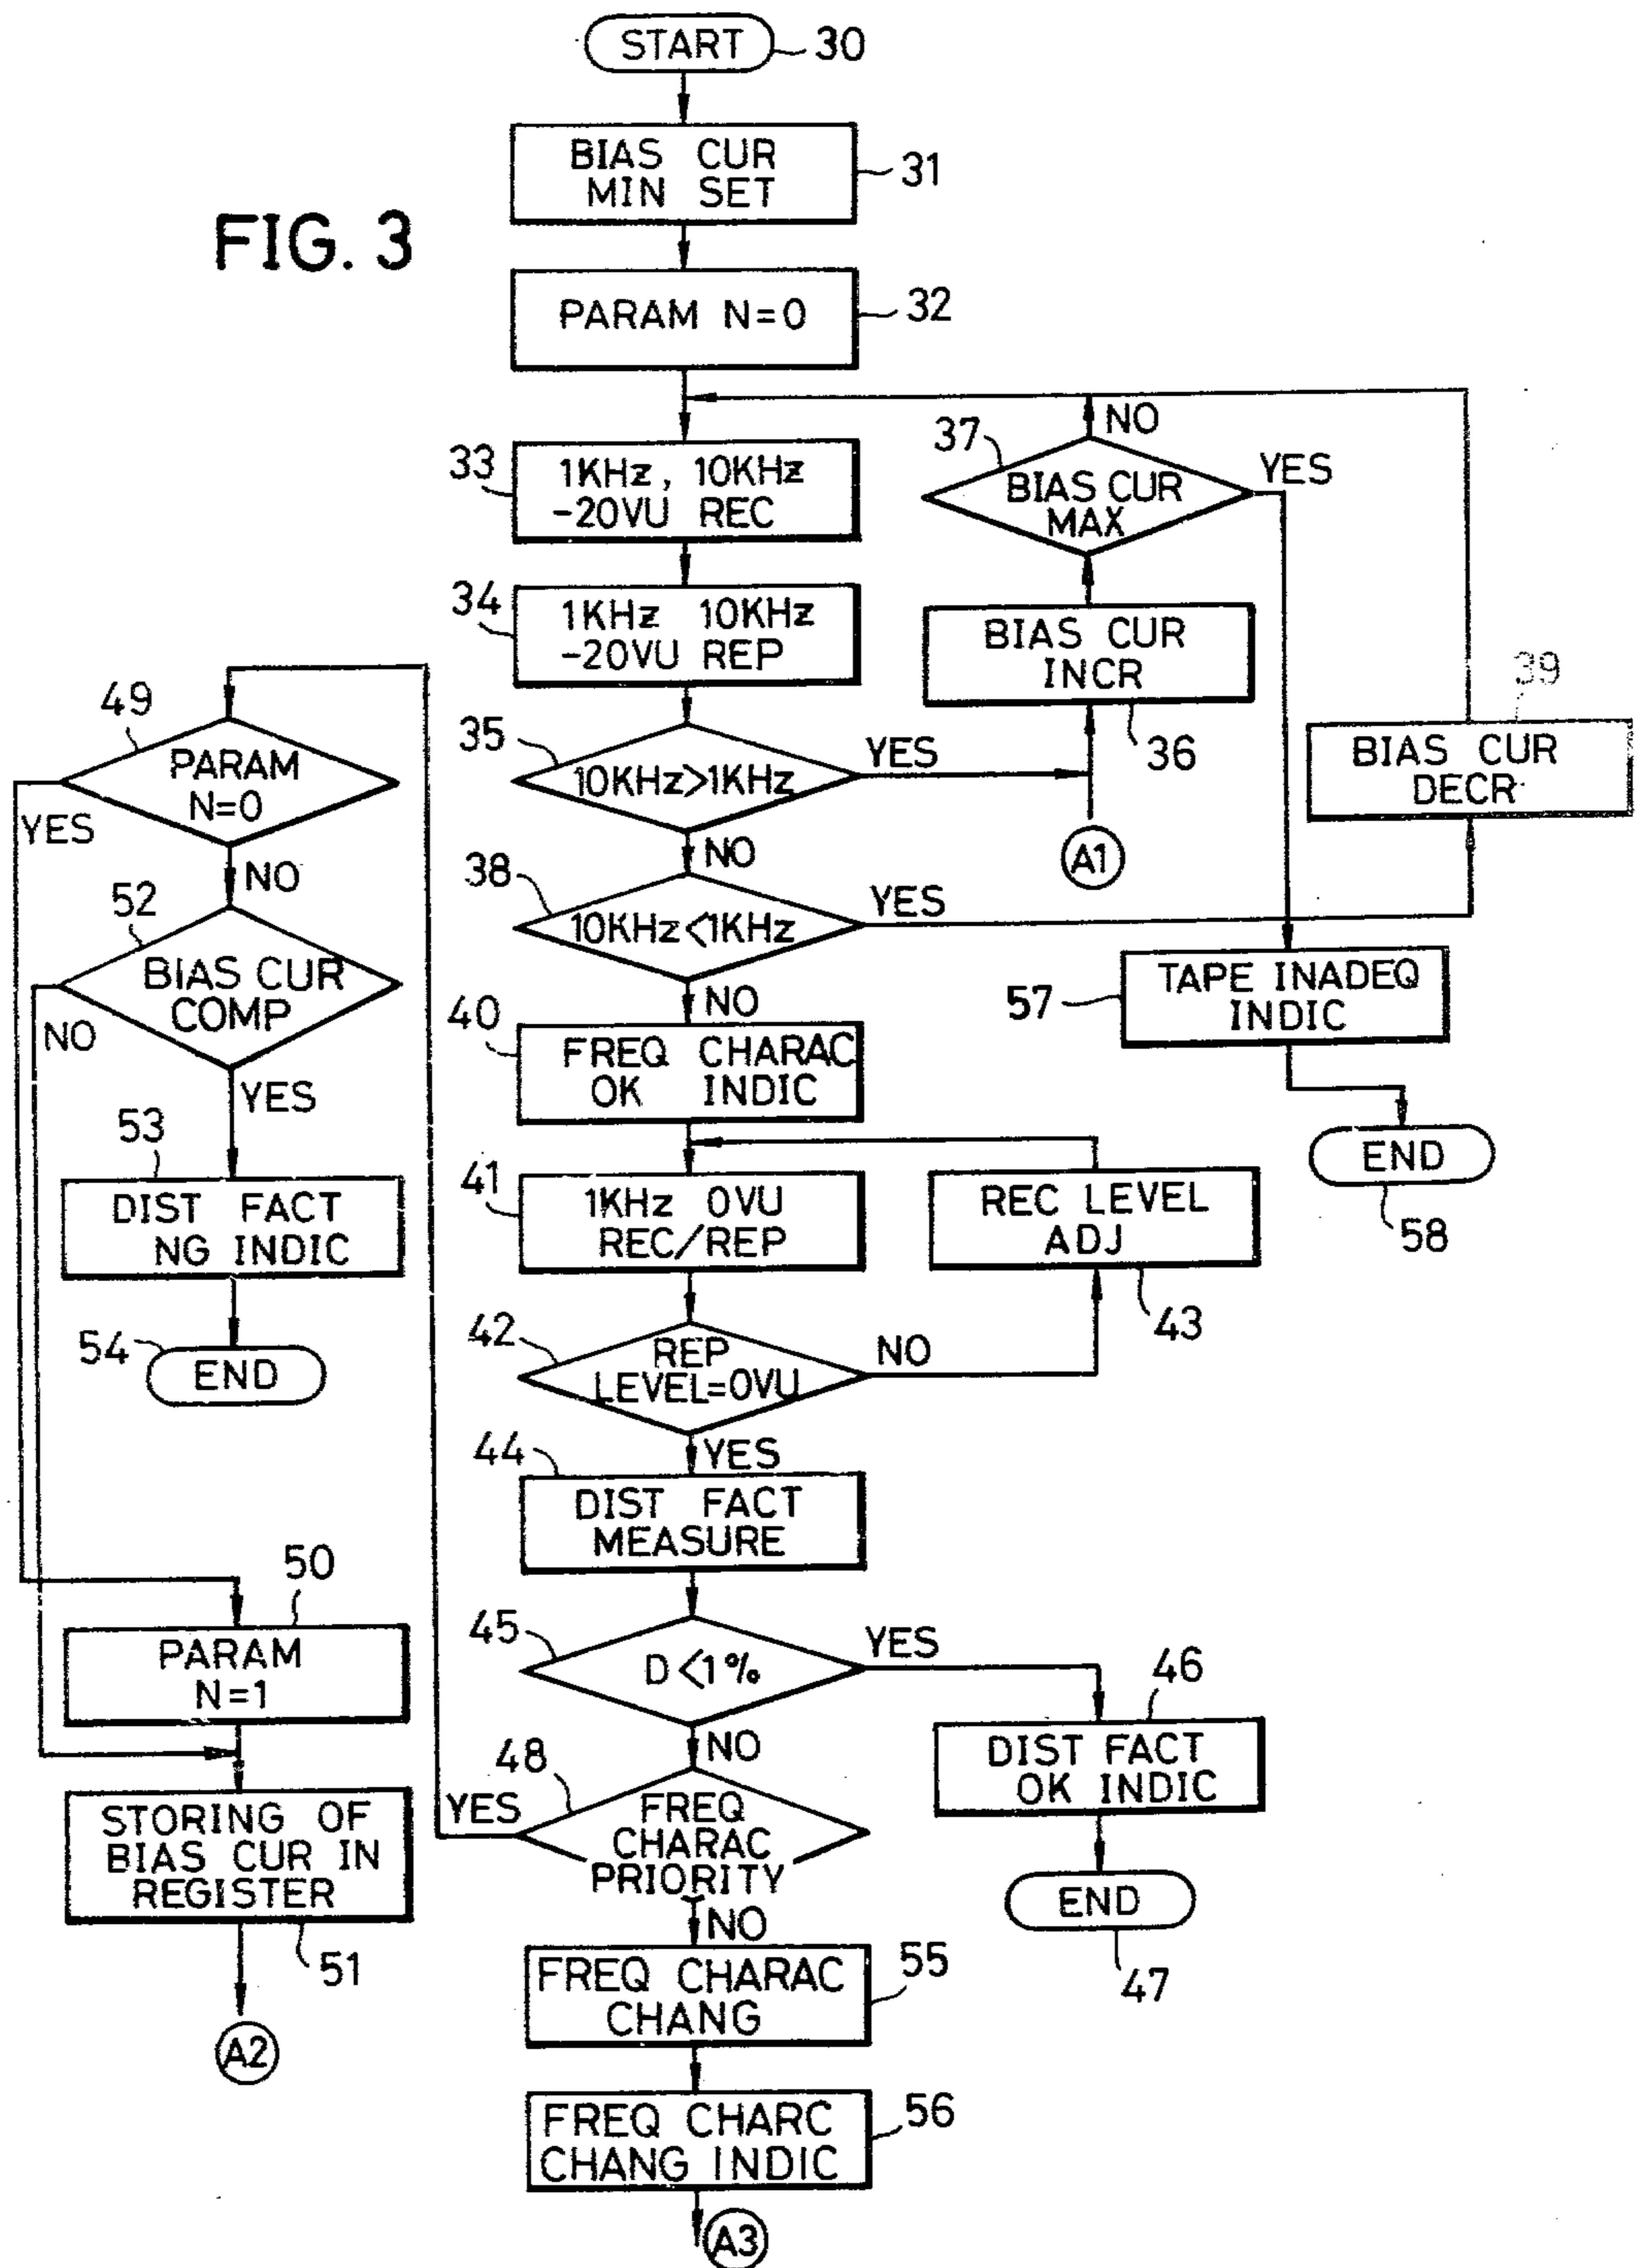 FIG. 3
START
30
BIAS CUR
MIN SET
31
PARAM N=0
32
33
1KHz, 10KHz
-20VU REC
34
1KHz 10KHz
-20VU REP
35
10KHz>1KHz
YES
NO
37
BIAS CUR
MAX
NO
YES
BIAS CUR
INCR
36
A1
39
BIAS CUR
DECR
38
10KHz<1KHz
YES
NO
57
TAPE INADEQ
INDIC
END
58
40
FREQ CHARAC
OK INDIC
41
1KHz 0VU
REC/REP
REC LEVEL
ADJ
43
42
REP
LEVEL=0VU
NO
YES
44
DIST FACT
MEASURE
45
D<1%
YES
NO
46
DIST FACT
OK INDIC
END
47
48
FREQ
CHARAC
PRIORITY
YES
NO
49
PARAM
N=0
YES
NO
52
BIAS CUR
COMP
NO
YES
53
DIST FACT
NG INDIC
54
END
50
PARAM
N=1
STORING OF
BIAS CUR IN
REGISTER
51
A2
FREQ CHARAC
CHANG
55
FREQ CHARC
CHANG INDIC
56
A3